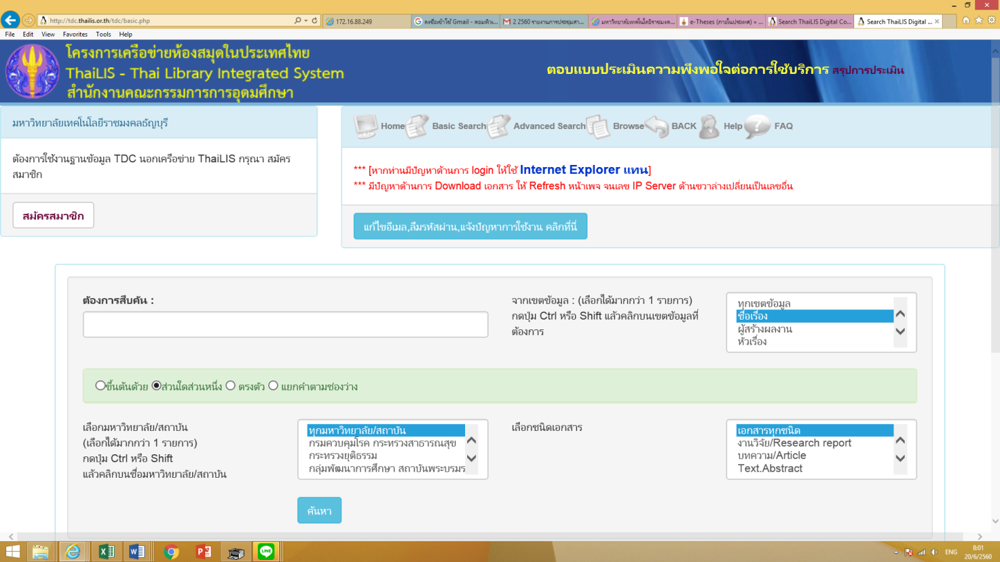 http://tdc.thailis.or.th/tdc/basic.php
172.16.88.249
ลงชื่อเข้าใช้ Gmail - คอมพิว...
2 2560 รายงานการประชุมสา...
มหาวิทยาลัยเทคโนโลยีราชมงค...
e-Theses (ภายในประเทศ) » ...
Search ThaiLIS Digital Co...
Search ThaiLIS Digital ...
File Edit View Favorites Tools Help
โครงการเครือข่ายห้องสมุดในประเทศไทย
ThaiLIS - Thai Library Integrated System
สำนักงานคณะกรรมการการอุดมศึกษา
ตอบแบบประเมินความพึงพอใจต่อการใช้บริการ สรุปการประเมิน
มหาวิทยาลัยเทคโนโลยีราชมงคลธัญบุรี
ต้องการใช้งานฐานข้อมูล TDC นอกเครือข่าย ThaiLIS กรุณา สมัคร
สมาชิก
สมัครสมาชิก
Home Basic Search Advanced Search Browse BACK Help FAQ
*** [หากท่านมีปัญหาด้านการ login ให้ใช้ Internet Explorer แทน]
*** มีปัญหาด้านการ Download เอกสาร ให้ Refresh หน้าเพจ จนเลข IP Server ด้านขวาล่างเปลี่ยนเป็นเลขอื่น
แก้ไขอีเมล,ลืมรหัสผ่าน,แจ้งปัญหาการใช้งาน คลิกที่นี่
ต้องการสืบค้น :
จากเขตข้อมูล : (เลือกได้มากกว่า 1 รายการ)
กดปุ่ม Ctrl หรือ Shift แล้วคลิกบนเขตข้อมูลที่
ต้องการ
ทุกเขตข้อมูล
ชื่อเรื่อง
ผู้สร้างผลงาน
หัวเรื่อง
ขึ้นต้นด้วย ส่วนใดส่วนหนึ่ง ตรงตัว แยกคำตามช่องว่าง
เลือกมหาวิทยาลัย/สถาบัน
(เลือกได้มากกว่า 1 รายการ)
กดปุ่ม Ctrl หรือ Shift
แล้วคลิกบนชื่อมหาวิทยาลัย/สถาบัน
ทุกมหาวิทยาลัย/สถาบัน
กรมควบคุมโรค กระทรวงสาธารณสุข
กระทรวงยุติธรรม
กลุ่มพัฒนาการศึกษา สถาบันพระบรมร
เลือกชนิดเอกสาร
เอกสารทุกชนิด
งานวิจัย/Research report
บทความ/Article
Text.Abstract
ค้นหา
ENG
8:01
20/6/2560